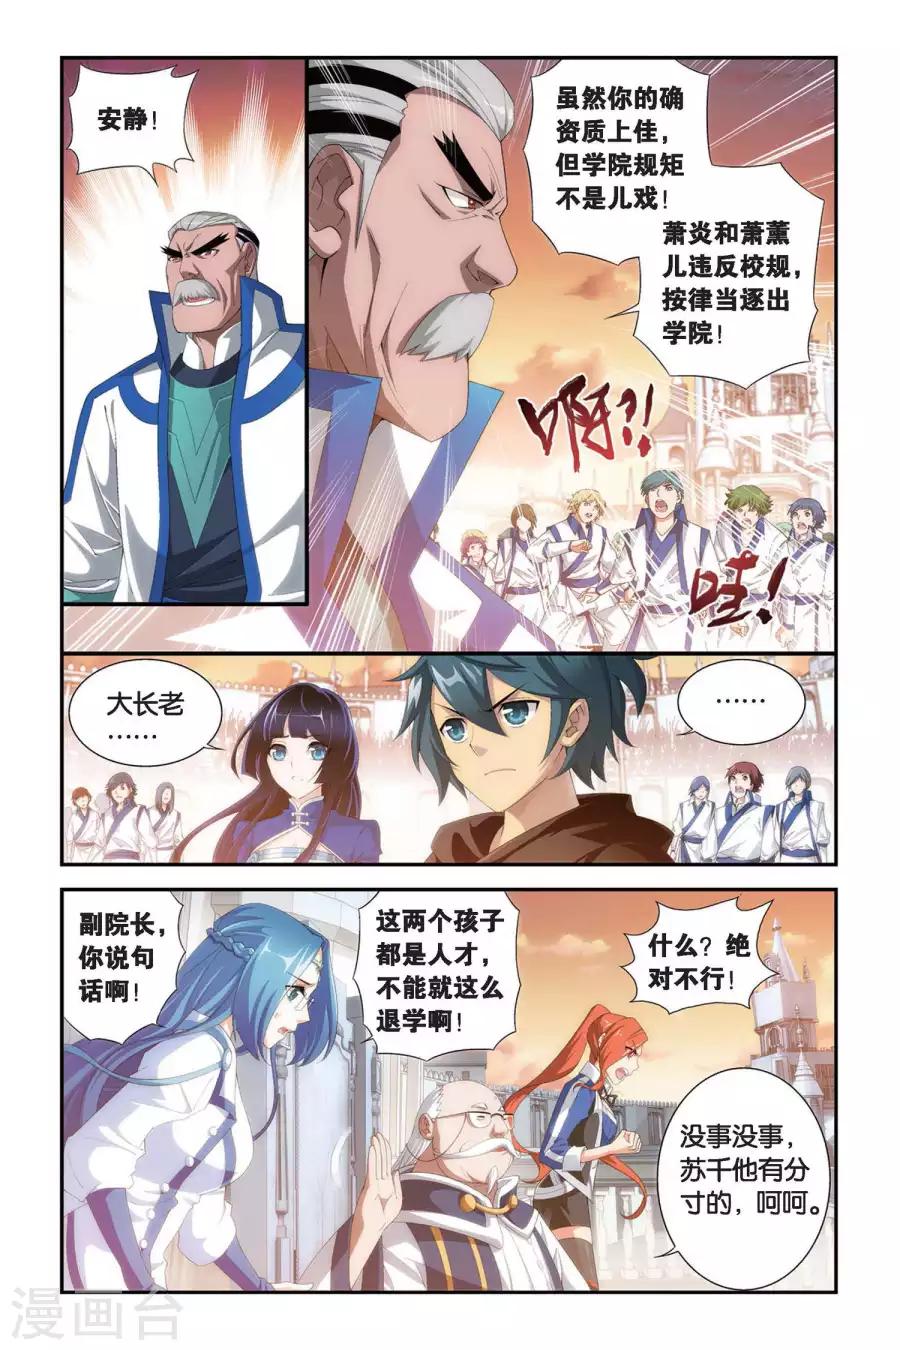 安静！
虽然你的确
资质上佳，
但学院规矩
不是儿戏！
萧炎和萧薰
儿违反校规，
按律当逐出
学院！
啊?!!
哇！
大长老
……
……
副院长，
你说句
话啊！
这两个孩子
都是人才，
不能就这么
退学啊！
什么？绝
对不行！
没事没事，
苏千他有分
寸的，呵呵。
漫画台